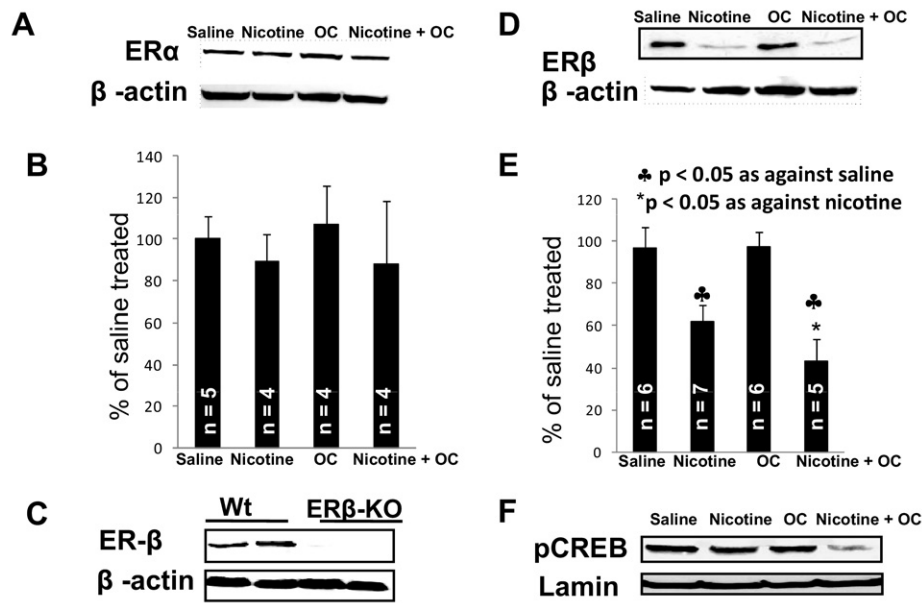 A
Saline Nicotine OC Nicotine + OC
ERα
β -actin
B
% of saline treated
140
120
100
80
60
40
20
0
n = 5
n = 4
n = 4
n = 4
Saline Nicotine OC Nicotine + OC
C
Wt ERβ-KO
ER-β
β -actin
D
Saline Nicotine OC Nicotine + OC
ERβ
β -actin
E
♣ p < 0.05 as against saline
*p < 0.05 as against nicotine
% of saline treated
120
100
80
60
40
20
0
♣
♣
*
n = 6
n = 7
n = 6
n = 5
Saline Nicotine OC Nicotine + OC
F
Saline Nicotine OC Nicotine + OC
pCREB
Lamin